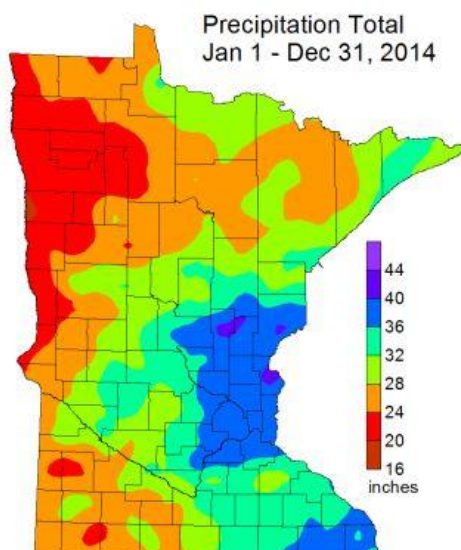 Precipitation Total
Jan 1 - Dec 31, 2014
44
40
36
32
28
24
20
16
inches